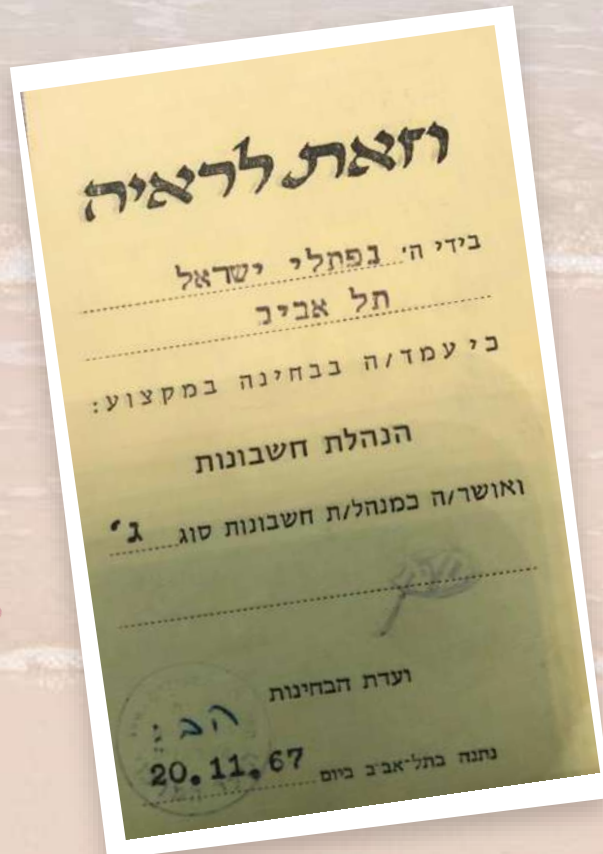 וזאת לראיה
בידי ה' נפתלי ישראל
תל אביב
כי עמד/ה בבחינה במקצוע:
הנהלת חשבונות
ואושר/ה כמנהל/ת חשבונות סוג ג'
ועדת הבחינות
נתנה בתל-אביב ביום 20.11.67